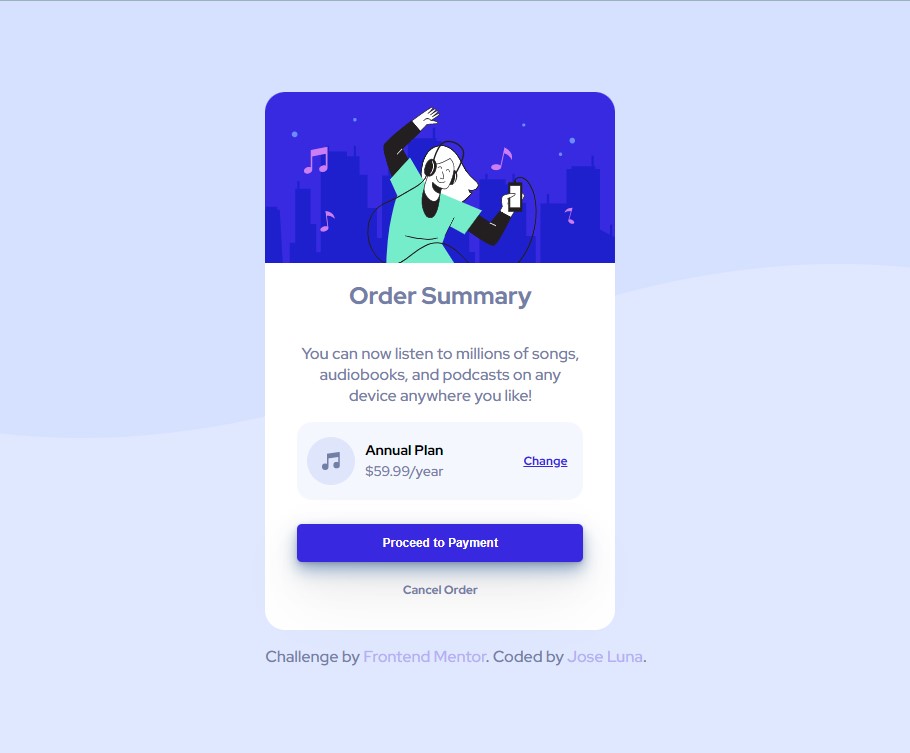 Order Summary
You can now listen to millions of songs,
audiobooks, and podcasts on any
device anywhere you like!
Annual Plan
$59.99/year
Change
Proceed to Payment
Cancel Order
Challenge by Frontend Mentor. Coded by Jose Luna.